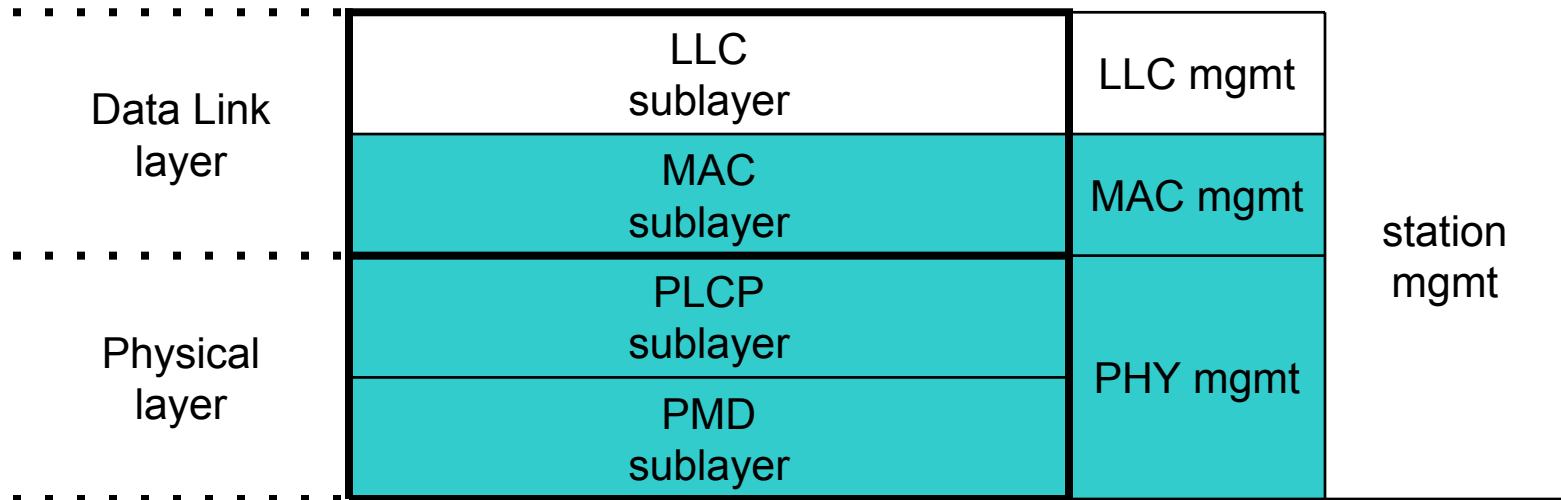 Data Link
layer
LLC
sublayer
LLC mgmt
MAC
sublayer
MAC mgmt
station
mgmt
Physical
layer
PLCP
sublayer
PMD
sublayer
PHY mgmt